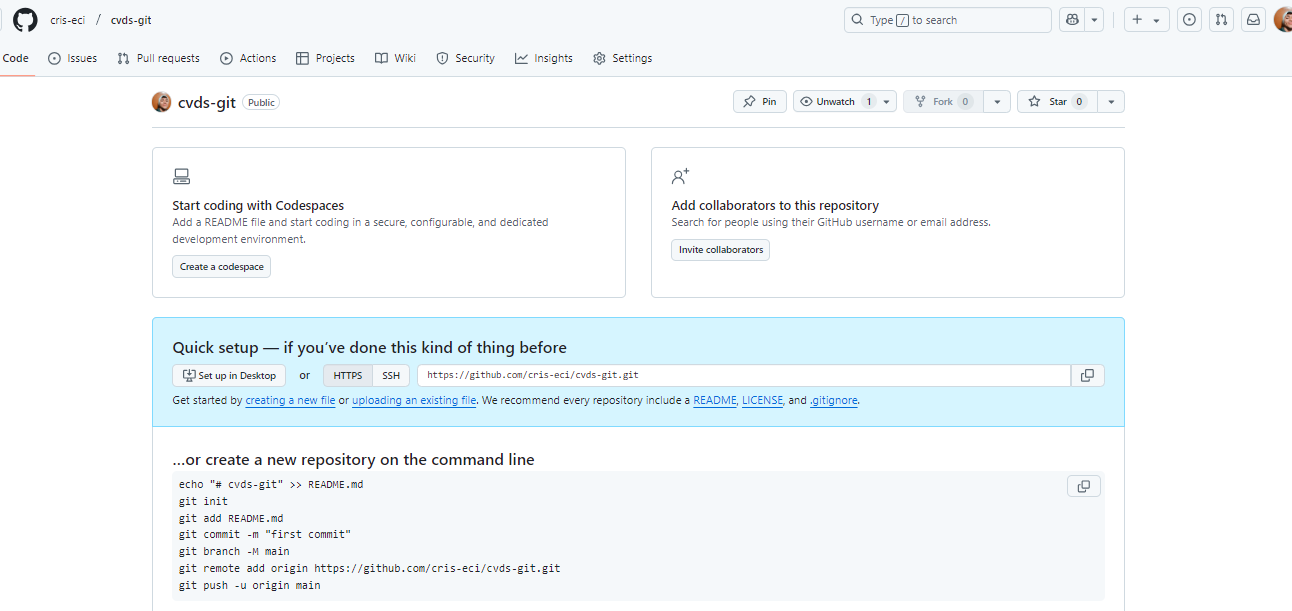 cris-eci / cvds-git
Type / to search
Code Issues Pull requests Actions Projects Wiki Security Insights Settings
cvds-git Public
Pin Unwatch 1 Fork 0 Star 0
Start coding with Codespaces
Add a README file and start coding in a secure, configurable, and dedicated
development environment.
Create a codespace
Add collaborators to this repository
Search for people using their GitHub username or email address.
Invite collaborators
Quick setup — if you've done this kind of thing before
Set up in Desktop or HTTPS SSH https://github.com/cris-eci/cvds-git.git
Get started by creating a new file or uploading an existing file. We recommend every repository include a README, LICENSE, and .gitignore.
...or create a new repository on the command line
echo "# cvds-git" >> README.md
git init
git add README.md
git commit -m "first commit"
git branch -M main
git remote add origin https://github.com/cris-eci/cvds-git.git
git push -u origin main